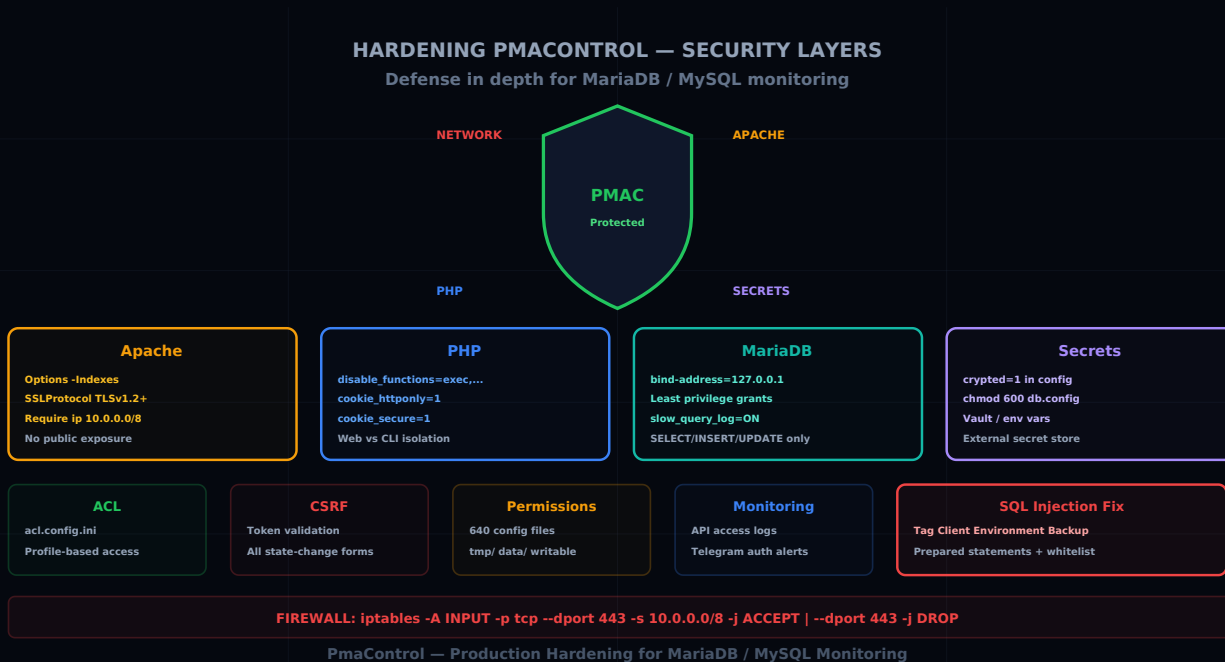 HARDENING PMACONTROL — SECURITY LAYERS
Defense in depth for MariaDB / MySQL monitoring
NETWORK
APACHE
PMAC
Protected
PHP
SECRETS
Apache
Options -Indexes
SSLProtocol TLSv1.2+
Require ip 10.0.0.0/8
No public exposure
PHP
disable_functions=exec,...
cookie_httponly=1
cookie_secure=1
Web vs CLI isolation
MariaDB
bind-address=127.0.0.1
Least privilege grants
slow_query_log=ON
SELECT/INSERT/UPDATE only
Secrets
crypted=1 in config
chmod 600 db.config
Vault / env vars
External secret store
ACL
acl.config.ini
Profile-based access
CSRF
Token validation
All state-change forms
Permissions
640 config files
tmp/ data/ writable
Monitoring
API access logs
Telegram auth alerts
SQL Injection Fix
Tag Client Environment Backup
Prepared statements + whitelist
FIREWALL: iptables -A INPUT -p tcp --dport 443 -s 10.0.0.0/8 -j ACCEPT | --dport 443 -j DROP
PmaControl — Production Hardening for MariaDB / MySQL Monitoring